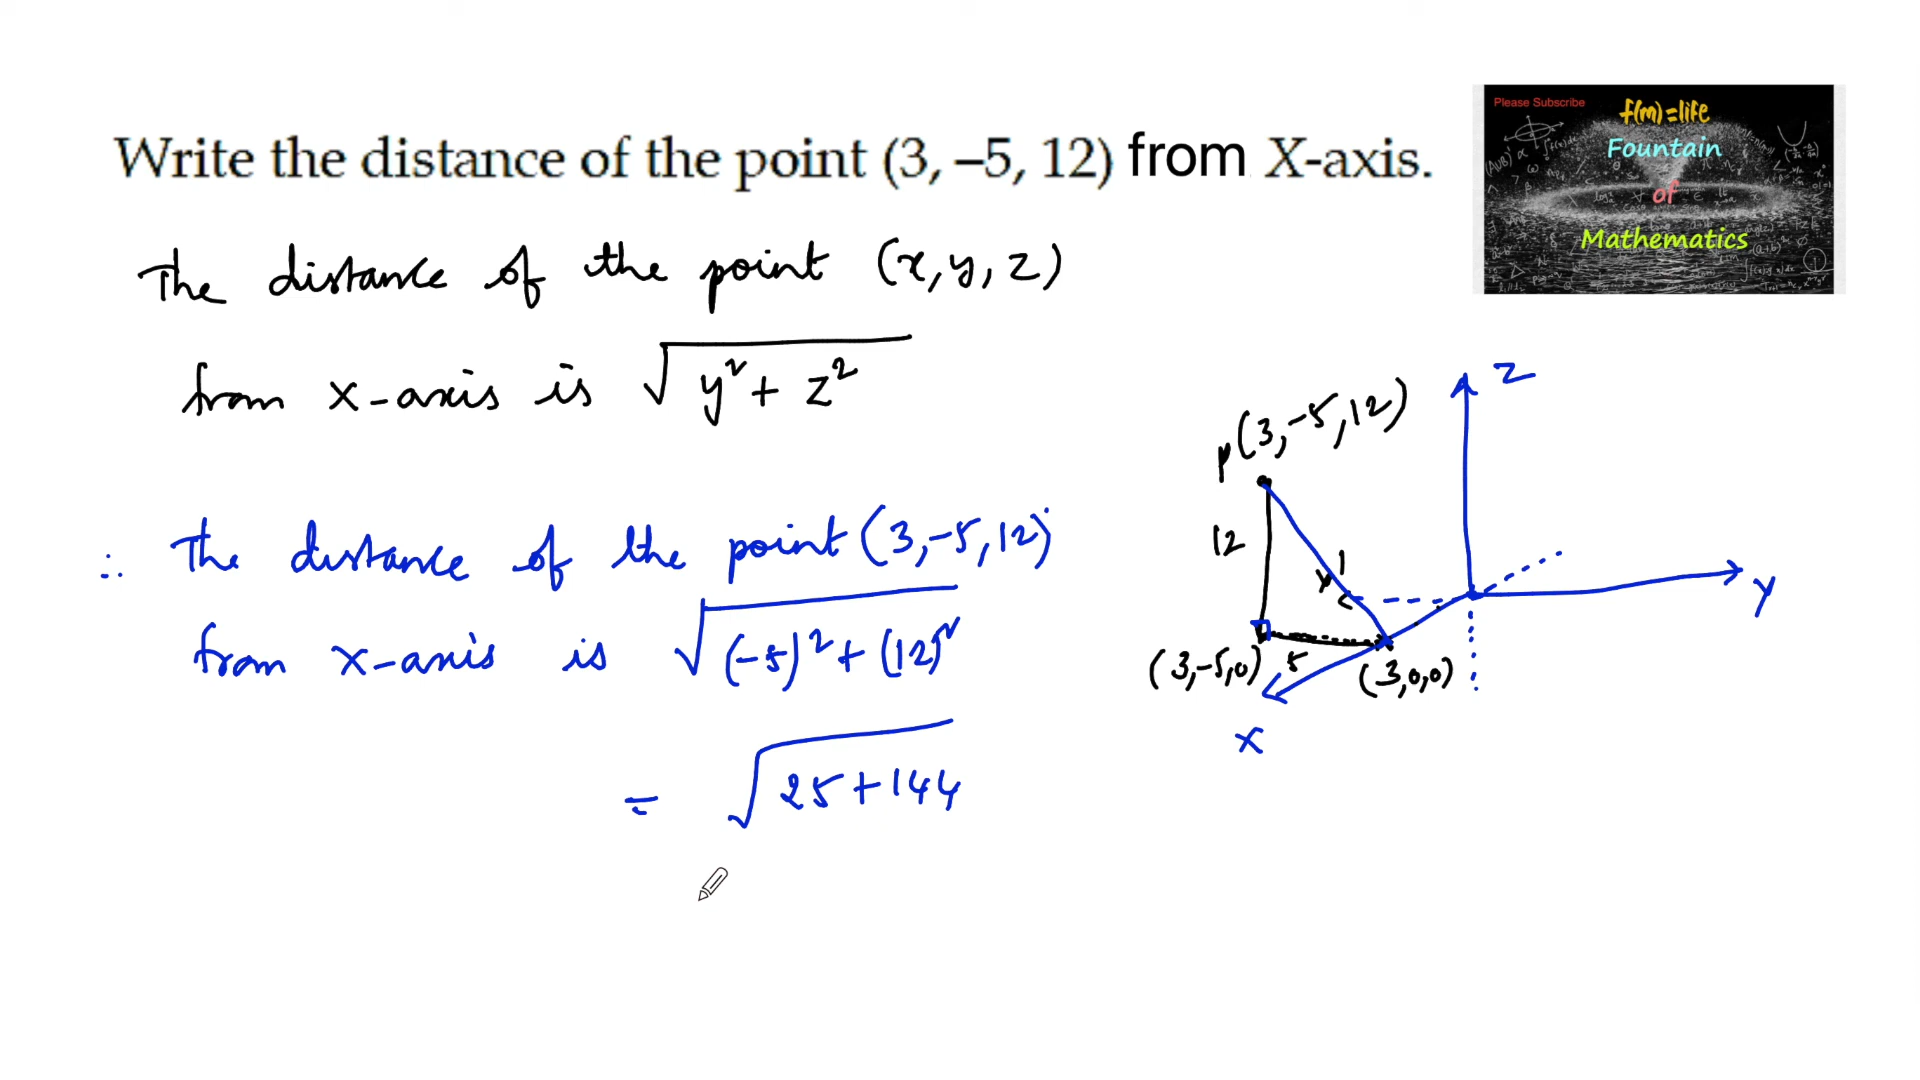 Write the distance of the point (3, –5, 12) from X-axis.
Please Subscribe
f(m)=life
Fountain
of
Mathematics
The distance of the point (x, y, z)
from x-axis is √(y² + z²)
∴ The distance of the point (3, -5, 12)
from x-axis is √((-5)² + (12)²)
= √(25+144)
Z
P(3, -5, 12)
12
Y
(3, -5, 0) 5 (3, 0, 0)
X